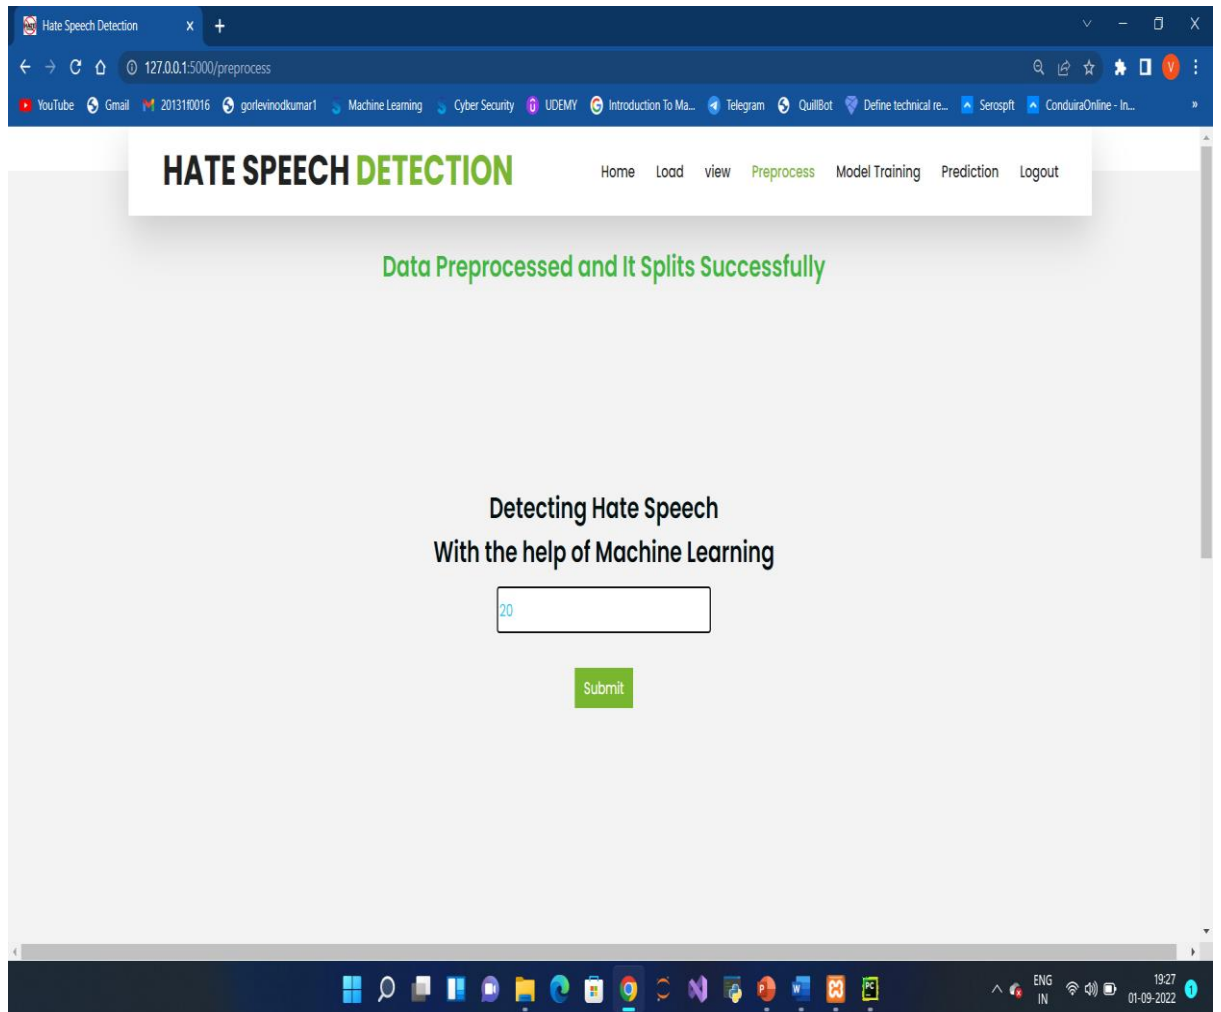 Hate Speech Detection
127.0.0.1:5000/preprocess
V
YouTube Gmail 20131f0016 gorlevinodkumar1 Machine Learning Cyber Security UDEMY Introduction To Ma... Telegram QuillBot Define technical re... Serospft ConduiraOnline - In... »
HATE SPEECH DETECTION Home Load view Preprocess Model Training Prediction Logout
Data Preprocessed and It Splits Successfully
Detecting Hate Speech
With the help of Machine Learning
20
Submit
ENG 19:27
IN 01-09-2022 1